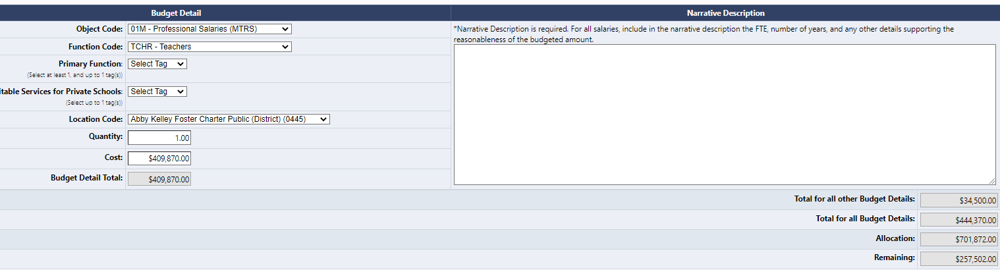 Budget Detail
Narrative Description
Object Code: 01M - Professional Salaries (MTRS)
*Narrative Description is required. For all salaries, include in the narrative description the FTE, number of years, and any other details supporting the
reasonableness of the budgeted amount.
Function Code: TCHR - Teachers
Primary Function: Select Tag
(Select at least 1, and up to 1 tag(s))
itable Services for Private Schools: Select Tag
(Select up to 1 tag(s))
Location Code: Abby Kelley Foster Charter Public (District) (0445)
Quantity: 1.00
Cost: $409,870.00
Budget Detail Total: $409,870.00
Total for all other Budget Details: $34,500.00
Total for all Budget Details: $444,370.00
Allocation: $701,872.00
Remaining: $257,502.00